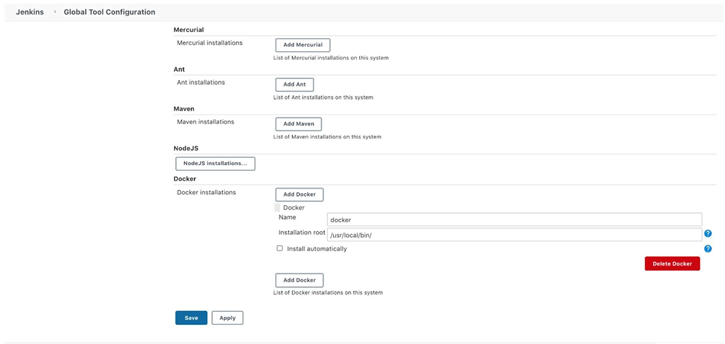 Jenkins
Global Tool Configuration
Mercurial
Mercurial installations
Add Mercurial
List of Mercurial installations on this system
Ant
Ant installations
Add Ant
List of Ant installations on this system
Maven
Maven installations
Add Maven
List of Maven installations on this system
NodeJS
NodeJS installations...
Docker
Docker installations
Add Docker
Docker
Name
docker
Installation root
/usr/local/bin/
?
Install automatically
?
Delete Docker
Add Docker
List of Docker installations on this system
Save
Apply